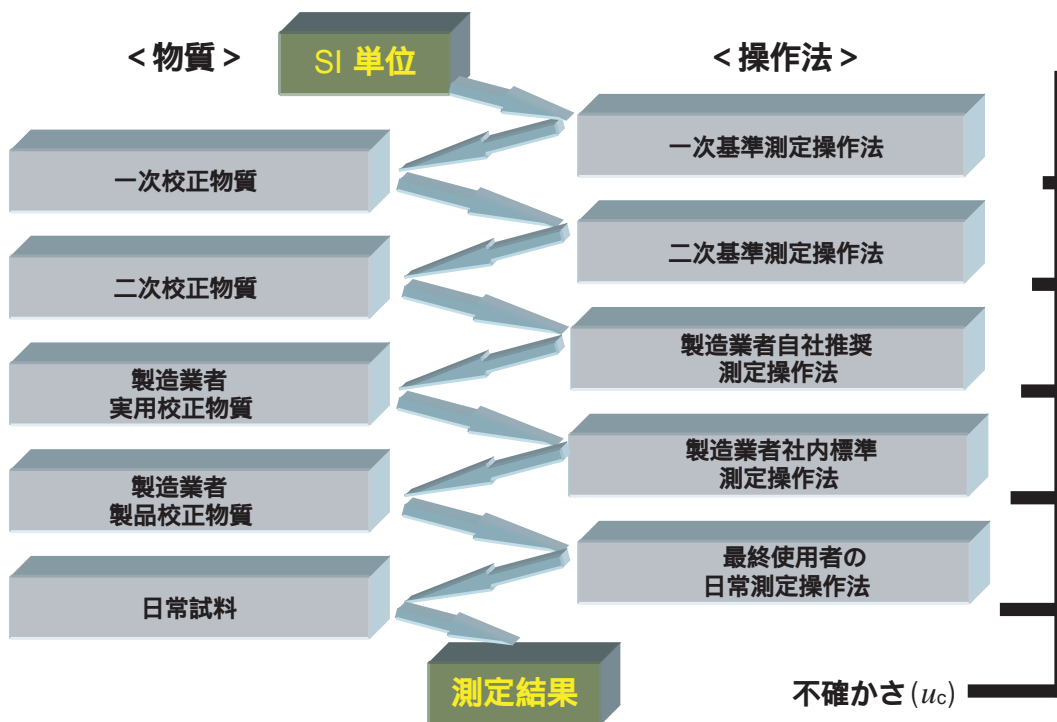 <物質>
SI 単位
<操作法>
一次基準測定操作法
一次校正物質
二次基準測定操作法
二次校正物質
製造業者自社推奨
測定操作法
製造業者
実用校正物質
製造業者社内標準
測定操作法
製造業者
製品校正物質
最終使用者の
日常測定操作法
日常試料
測定結果
不確かさ(uc)